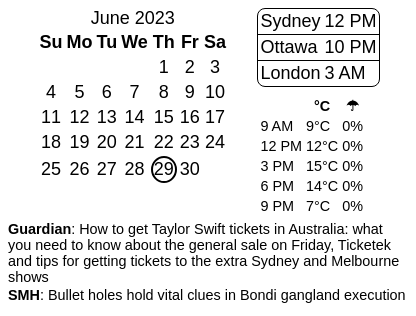 June 2023
Su Mo Tu We Th Fr Sa
1 2 3
4 5 6 7 8 9 10
11 12 13 14 15 16 17
18 19 20 21 22 23 24
25 26 27 28 29 30
Sydney 12 PM
Ottawa 10 PM
London 3 AM
°C ☂
9 AM 9°C 0%
12 PM 12°C 0%
3 PM 15°C 0%
6 PM 14°C 0%
9 PM 7°C 0%
Guardian: How to get Taylor Swift tickets in Australia: what
you need to know about the general sale on Friday, Ticketek
and tips for getting tickets to the extra Sydney and Melbourne
shows
SMH: Bullet holes hold vital clues in Bondi gangland execution